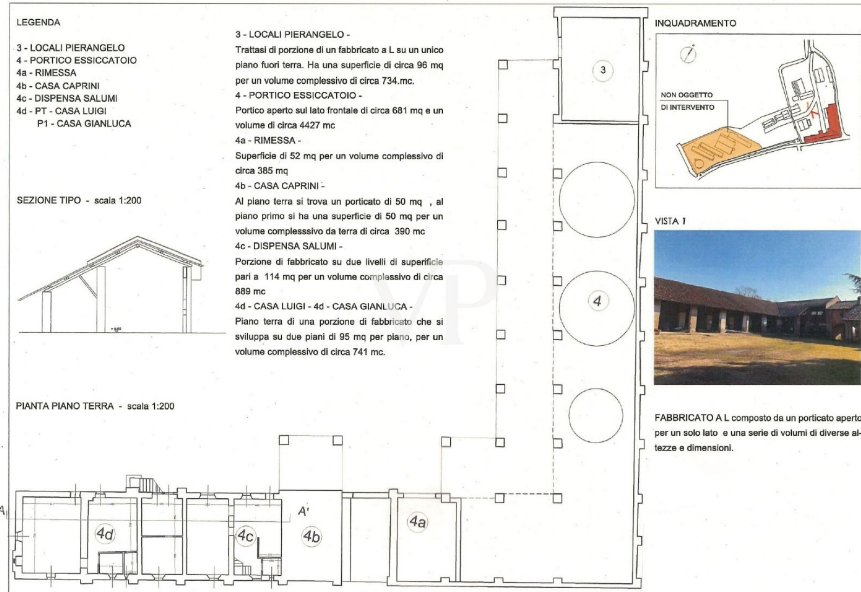 LEGENDA
3 - LOCALI PIERANGELO
4 - PORTICO ESSICCATOIO
4a - RIMESSA
4b - CASA CAPRINI
4c - DISPENSA SALUMI
4d - PT - CASA LUIGI
P1 - CASA GIANLUCA
SEZIONE TIPO - scala 1:200
PIANTA PIANO TERRA - scala 1:200
3 - LOCALI PIERANGELO -
Trattasi di porzione di un fabbricato a L su un unico
piano fuori terra. Ha una superficie di circa 96 mq
per un volume complessivo di circa 734.mc.
4 - PORTICO ESSICCATOIO -
Portico aperto sul lato frontale di circa 681 mq e un
volume di circa 4427 mc
4a - RIMESSA -
Superficie di 52 mq per un volume complessivo di
circa 385 mq
4b - CASA CAPRINI -
Al piano terra si trova un porticato di 50 mq , al
piano primo si ha una superficie di 50 mq per un
volume complesssivo da terra di circa 390 mc
4c - DISPENSA SALUMI -
Porzione di fabbricato su due livelli di superficie
pari a 114 mq per un volume complessivo di circa
889 mc
4d - CASA LUIGI - 4d - CASA GIANLUCA -
Piano terra di una porzione di fabbricato che si
sviluppa su due piani di 95 mq per piano, per un
volume complessivo di circa 741 mc.
VP
3
4
A
A'
4d
4c
4b
4a
INQUADRAMENTO
NON OGGETTO
DI INTERVENTO
1
VISTA 1
FABBRICATO A L composto da un porticato aperto
per un solo lato e una serie di volumi di diverse al-
tezze e dimensioni.